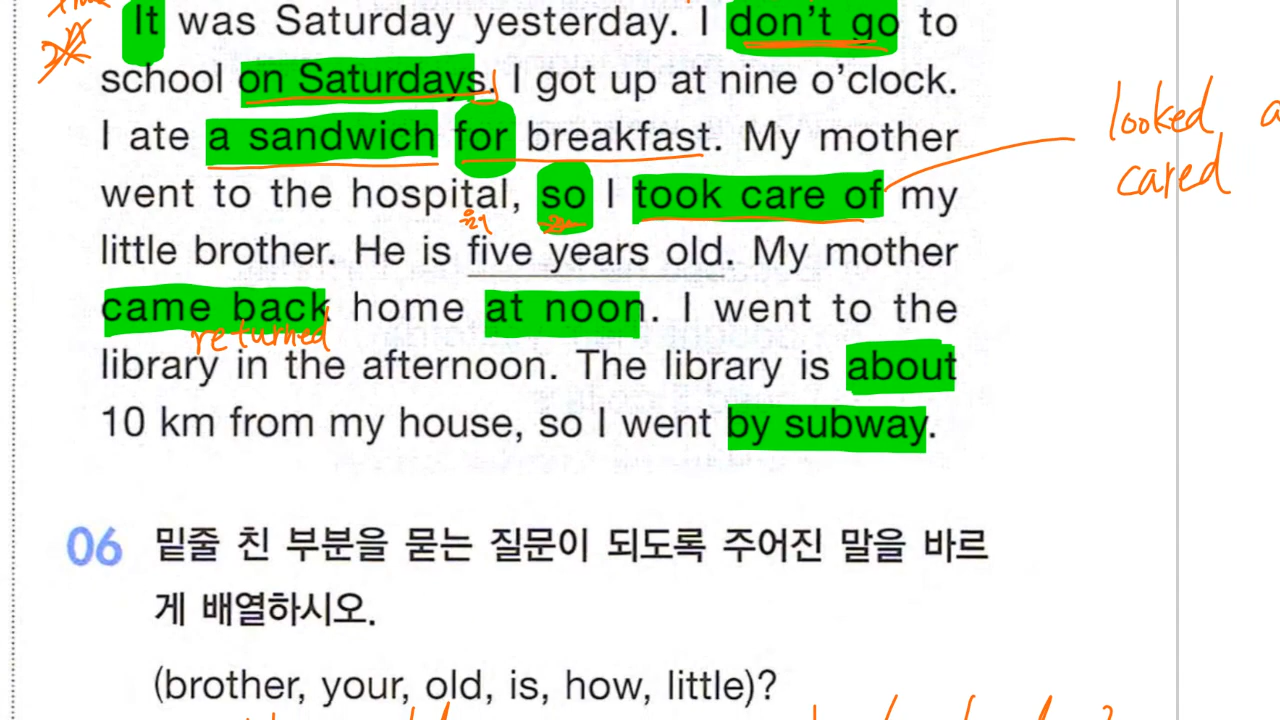 It was Saturday yesterday. I don't go to
school on Saturdays. I got up at nine o'clock.
I ate a sandwich for breakfast. My mother
looked
went to the hospital, so I took care of my
cared
little brother. He is five years old. My mother
came back home at noon. I went to the
returned
library in the afternoon. The library is about
10 km from my house, so I went by subway.
06 밑줄 친 부분을 묻는 질문이 되도록 주어진 말을 바르
게 배열하시오.
(brother, your, old, is, how, little)?